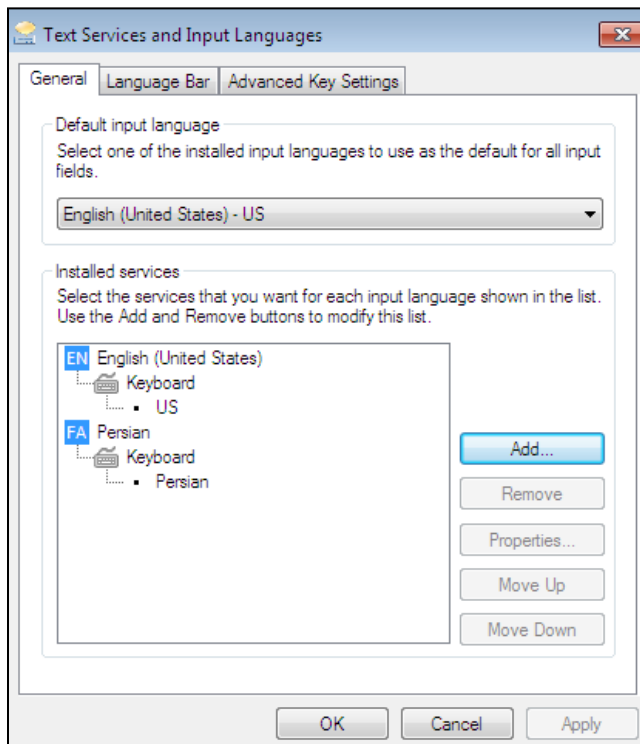 Text Services and Input Languages
General
Language Bar
Advanced Key Settings
Default input language
Select one of the installed input languages to use as the default for all input
fields.
English (United States) - US
Installed services
Select the services that you want for each input language shown in the list.
Use the Add and Remove buttons to modify this list.
EN English (United States)
Keyboard
US
FA Persian
Keyboard
Persian
Add...
Remove
Properties...
Move Up
Move Down
OK
Cancel
Apply